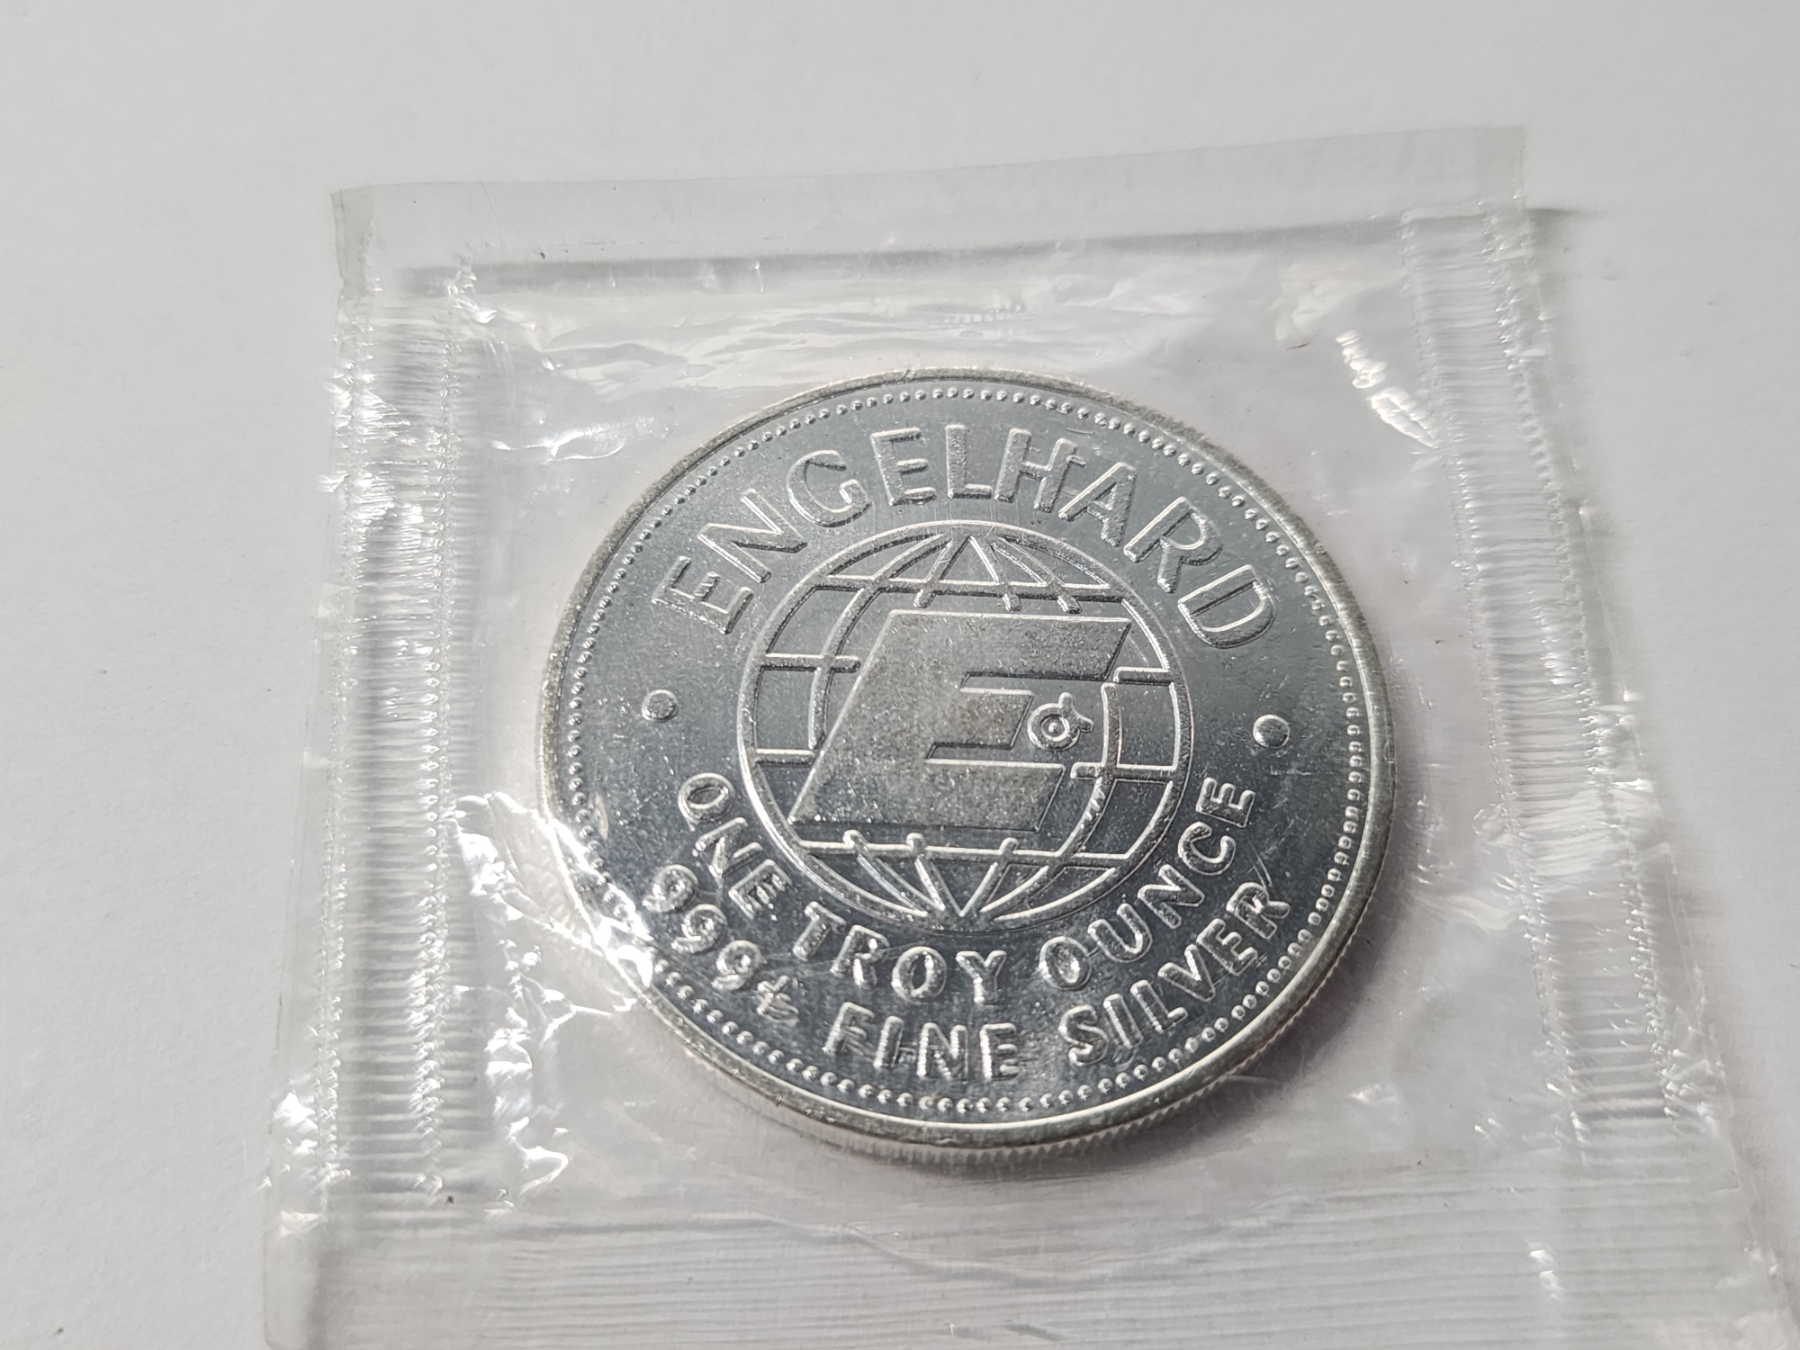 ENGELHARD
E
ONE TROY OUNCE
999+ FINE SILVER